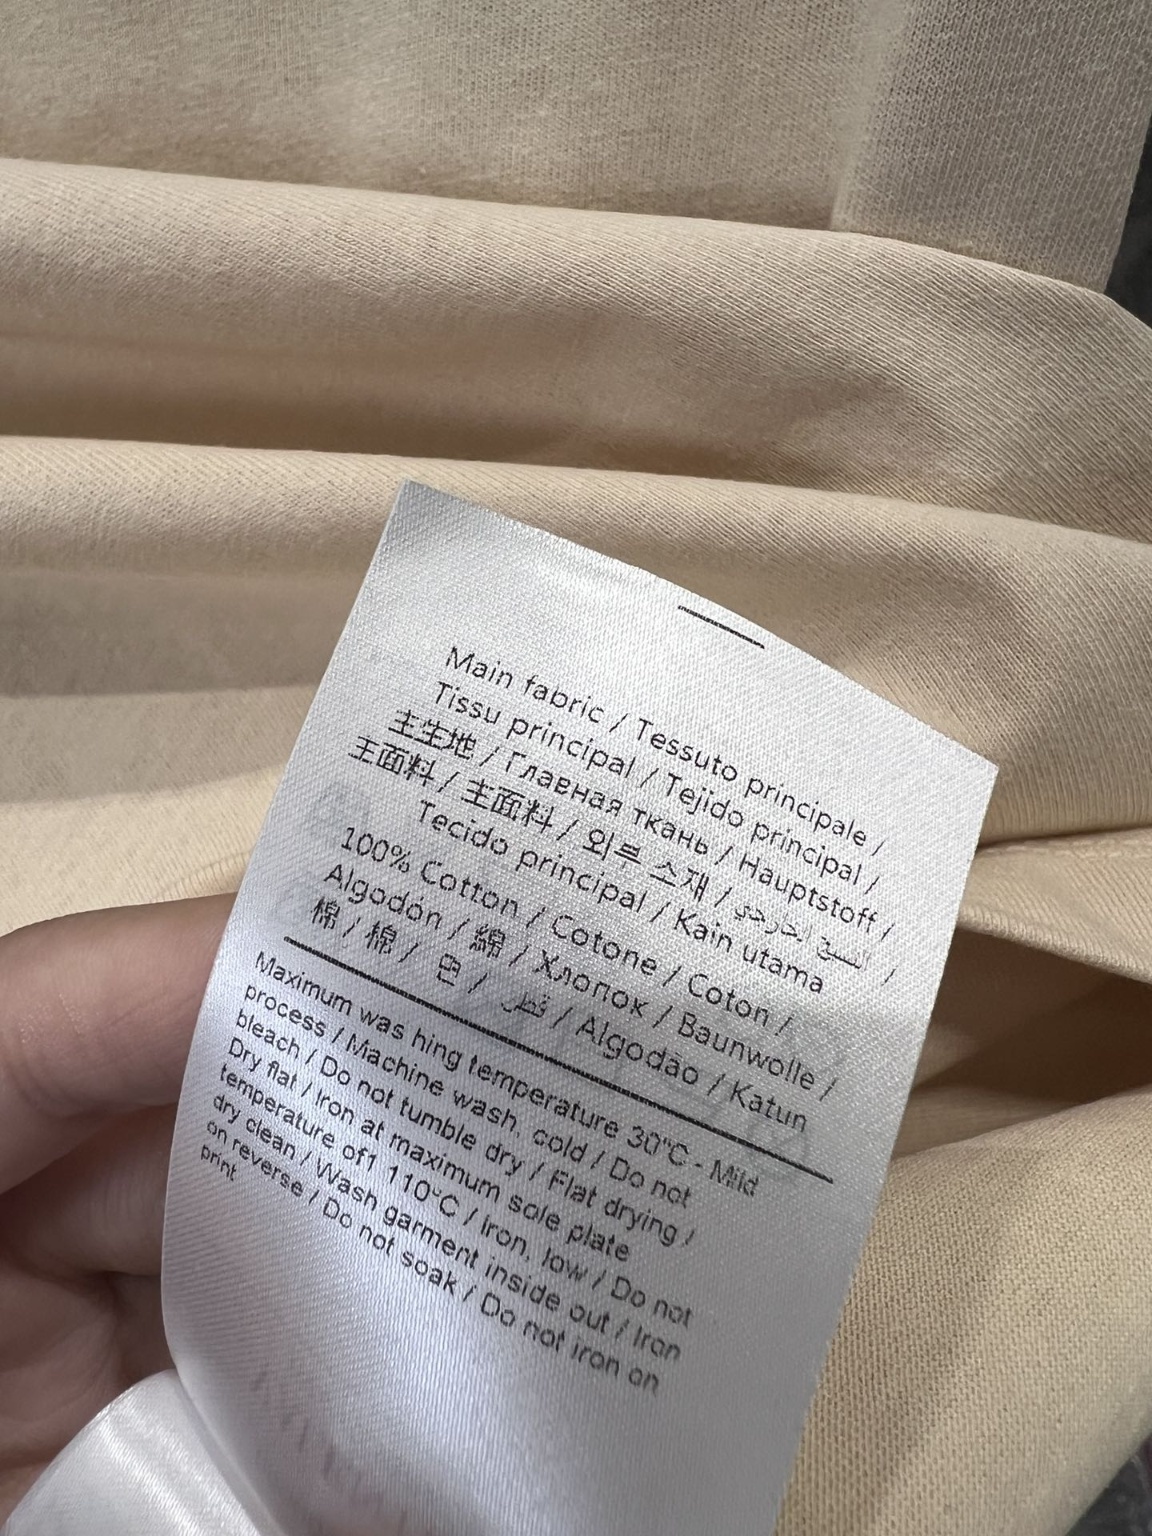 Main fabric / Tessuto principale /
Tissu principal / Tejido principal /
主生地 / Главная ткань / Hauptstoff /
主面料 / 主面料 / 외부 소재 / النسيج الخارجي /
Tecido principal / Kain utama
100% Cotton / Cotone / Coton /
Algodón / 綿 / Хлопок / Baunwolle /
棉 / 棉 / 면 / قطن / Algodão / Katun
Maximum was hing temperature 30°C - Mild
process / Machine wash, cold / Do not
bleach / Do not tumble dry / Flat drying /
Dry flat / Iron at maximum sole plate
temperature of1 110°C / Iron, low / Do not
dry clean / Wash garment inside out / Iron
on reverse / Do not soak / Do not iron on
print